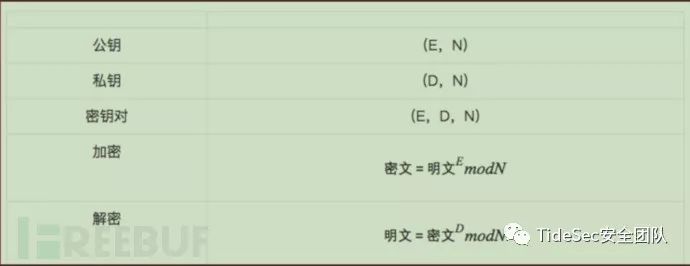 公钥 (E, N)
私钥 (D, N)
密钥对 (E, D, N)
加密 密文 = 明文^E modN
解密 明文 = 密文^D modN
FREEBUF
TideSec安全团队